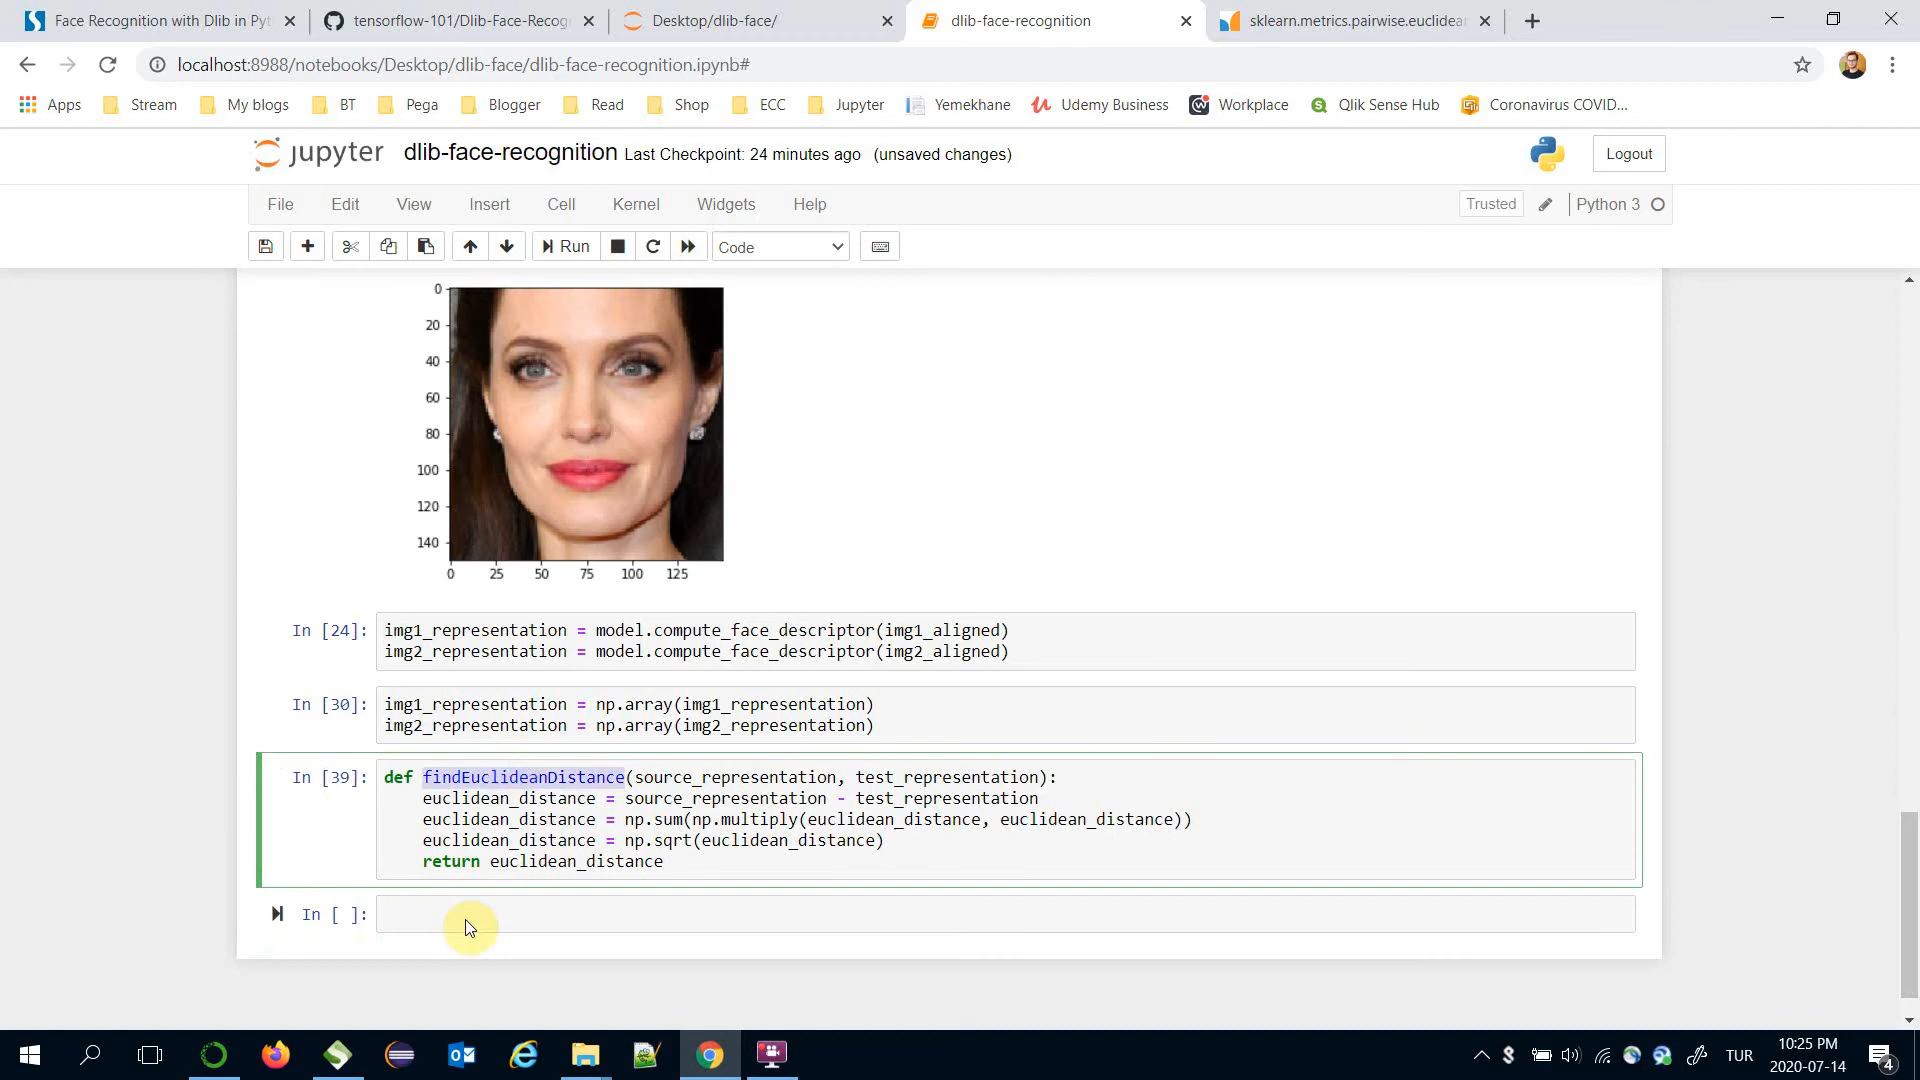 Face Recognition with Dlib in Pyt
tensorflow-101/Dlib-Face-Recogn
Desktop/dlib-face/
dlib-face-recognition
sklearn.metrics.pairwise.euclidean
localhost:8988/notebooks/Desktop/dlib-face/dlib-face-recognition.ipynb#
Apps Stream My blogs BT Pega Blogger Read Shop ECC Jupyter Yemekhane Udemy Business Workplace Qlik Sense Hub Coronavirus COVID...
jupyter dlib-face-recognition Last Checkpoint: 24 minutes ago (unsaved changes) Logout
File Edit View Insert Cell Kernel Widgets Help Trusted Python 3
Run Code
0
20
40
60
80
100
120
140
0 25 50 75 100 125
In [24]: img1_representation = model.compute_face_descriptor(img1_aligned)
img2_representation = model.compute_face_descriptor(img2_aligned)
In [30]: img1_representation = np.array(img1_representation)
img2_representation = np.array(img2_representation)
In [39]: def findEuclideanDistance(source_representation, test_representation):
euclidean_distance = source_representation - test_representation
euclidean_distance = np.sum(np.multiply(euclidean_distance, euclidean_distance))
euclidean_distance = np.sqrt(euclidean_distance)
return euclidean_distance
In [ ]:
TUR
10:25 PM
2020-07-14
4